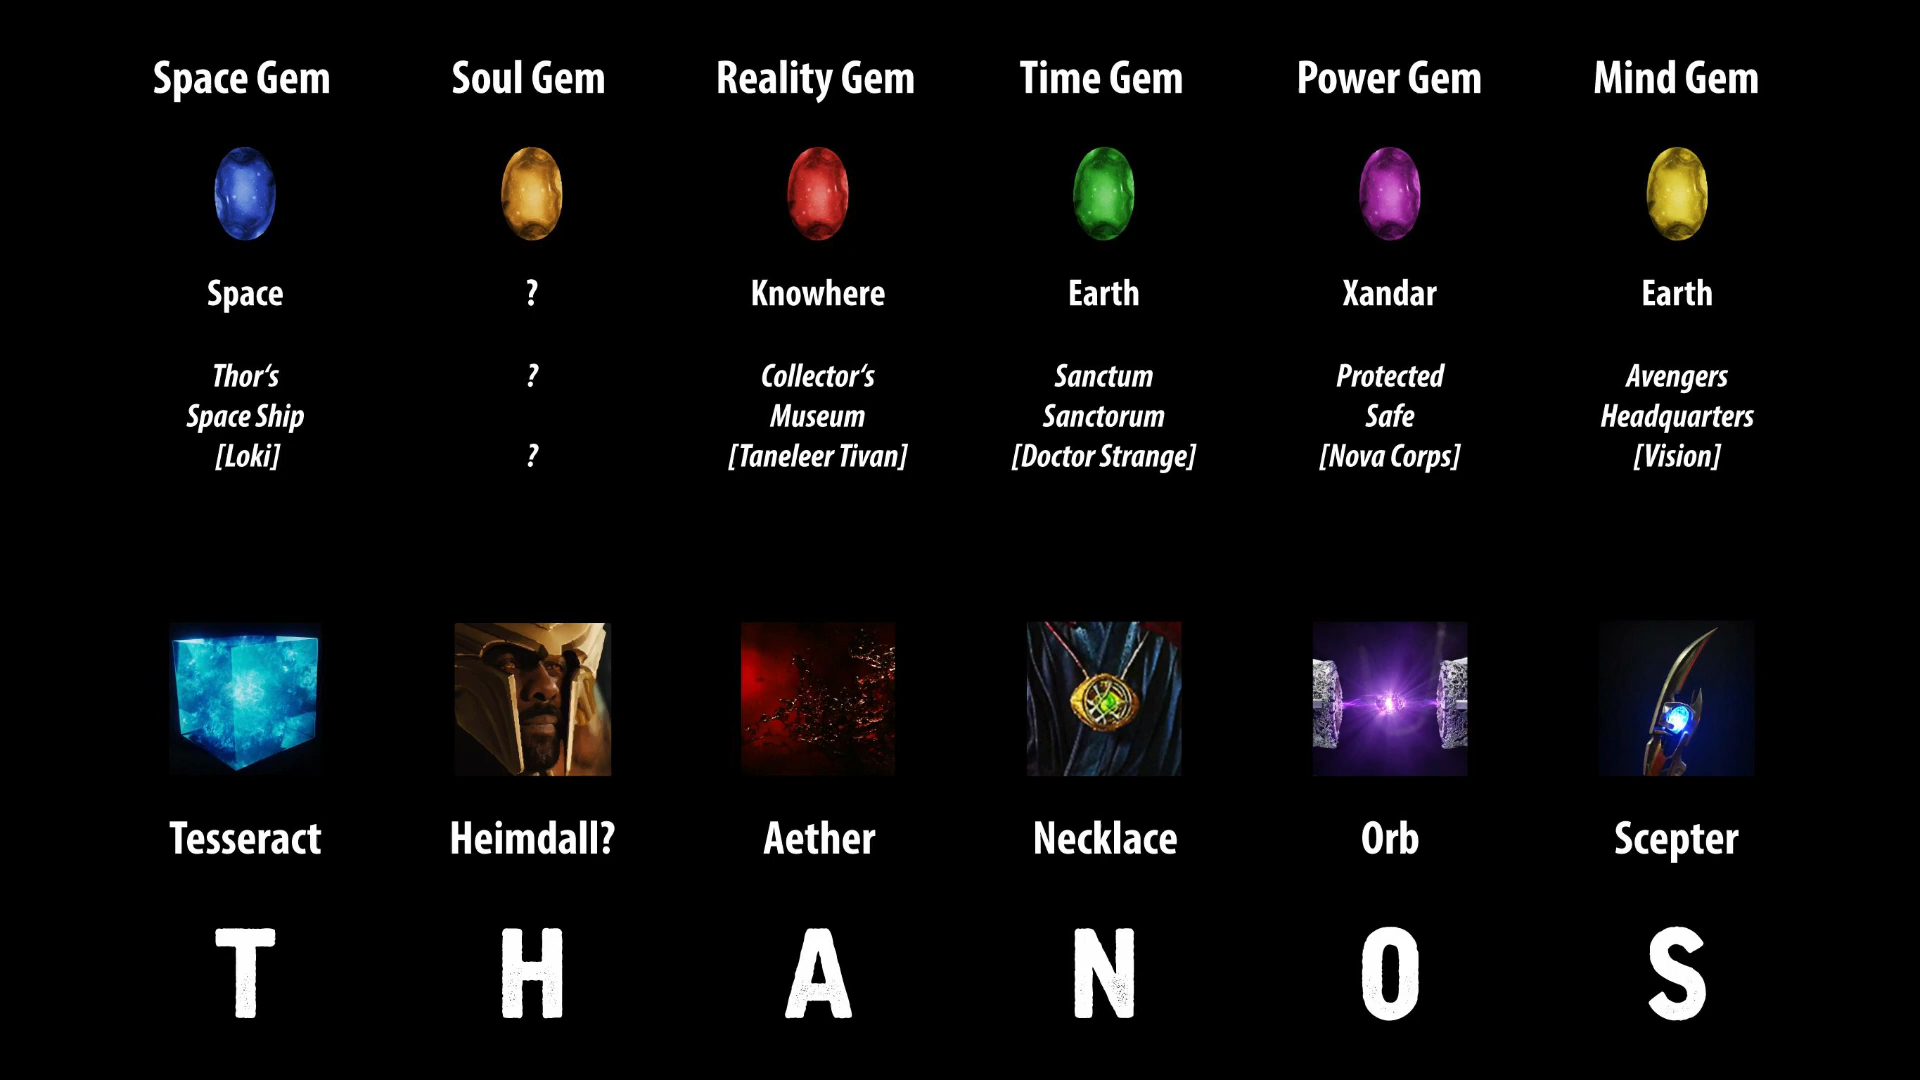 Space Gem
Soul Gem
Reality Gem
Time Gem
Power Gem
Mind Gem
Space
?
Knowhere
Earth
Xandar
Earth
Thor‘s
Space Ship
[Loki]
?
?
Collector‘s
Museum
[Taneleer Tivan]
Sanctum
Sanctorum
[Doctor Strange]
Protected
Safe
[Nova Corps]
Avengers
Headquarters
[Vision]
Tesseract
Heimdall?
Aether
Necklace
Orb
Scepter
T H A N O S